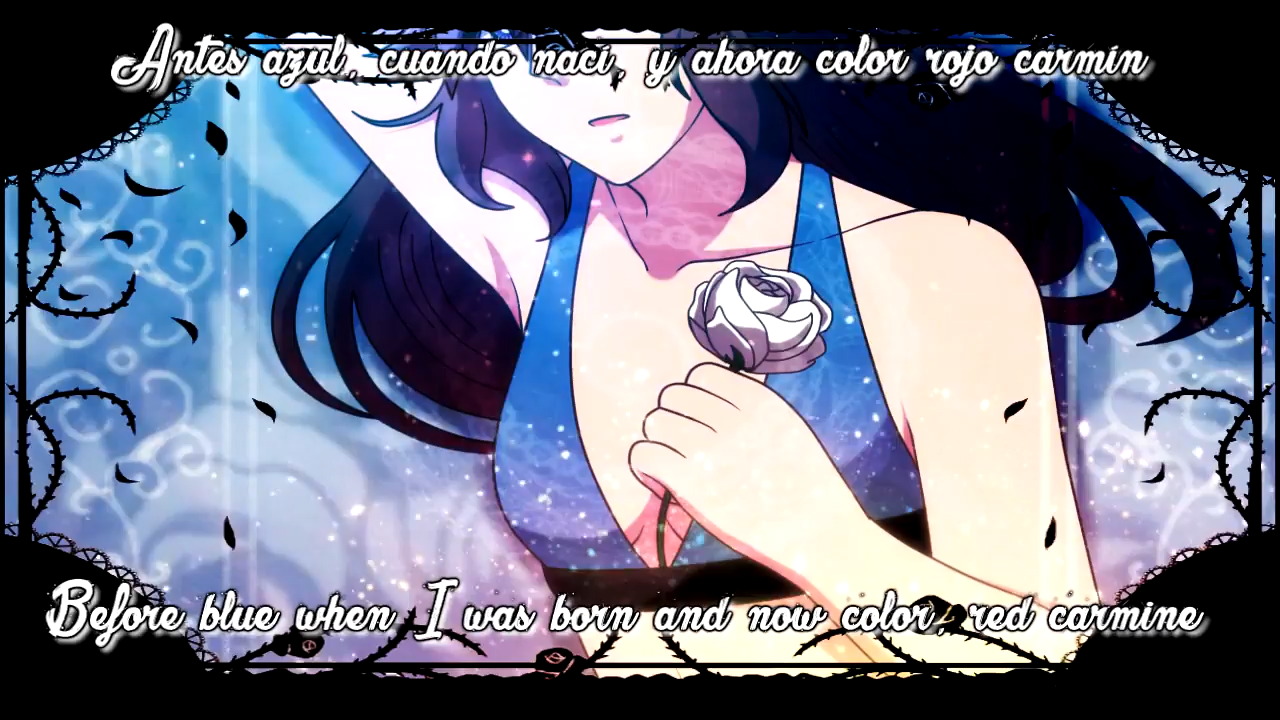 Antes azul, cuando nací, y ahora color rojo carmín
Before blue when I was born and now color, red carmine